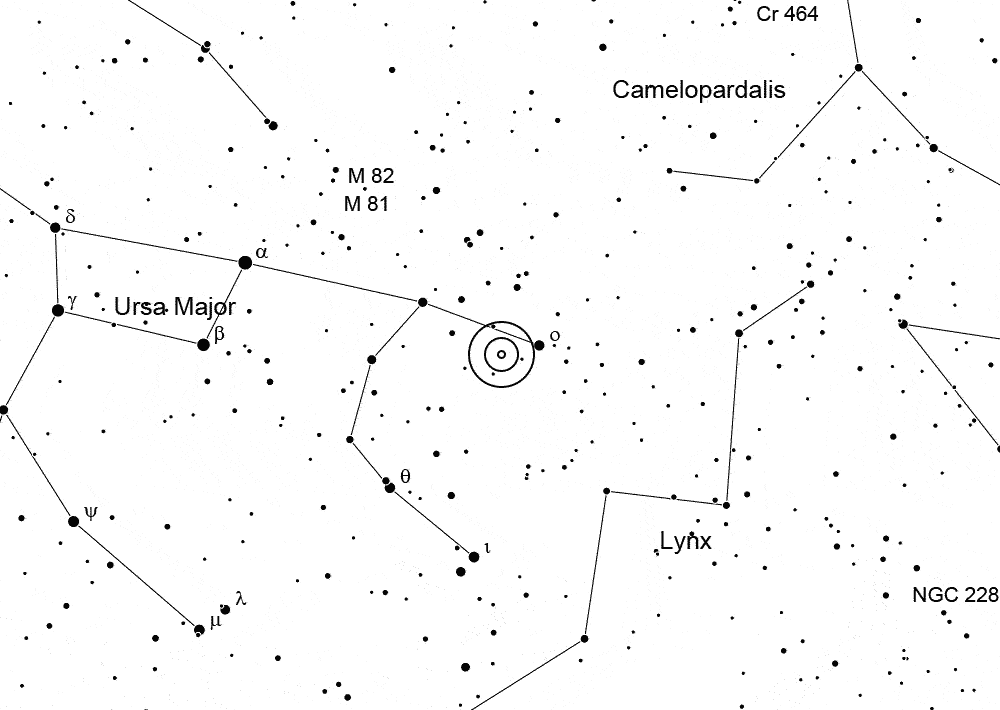 Cr 464
Camelopardalis
M 82
M 81
δ
α
γ
Ursa Major
β
ο
θ
ψ
ι
Lynx
λ
NGC 228
μ